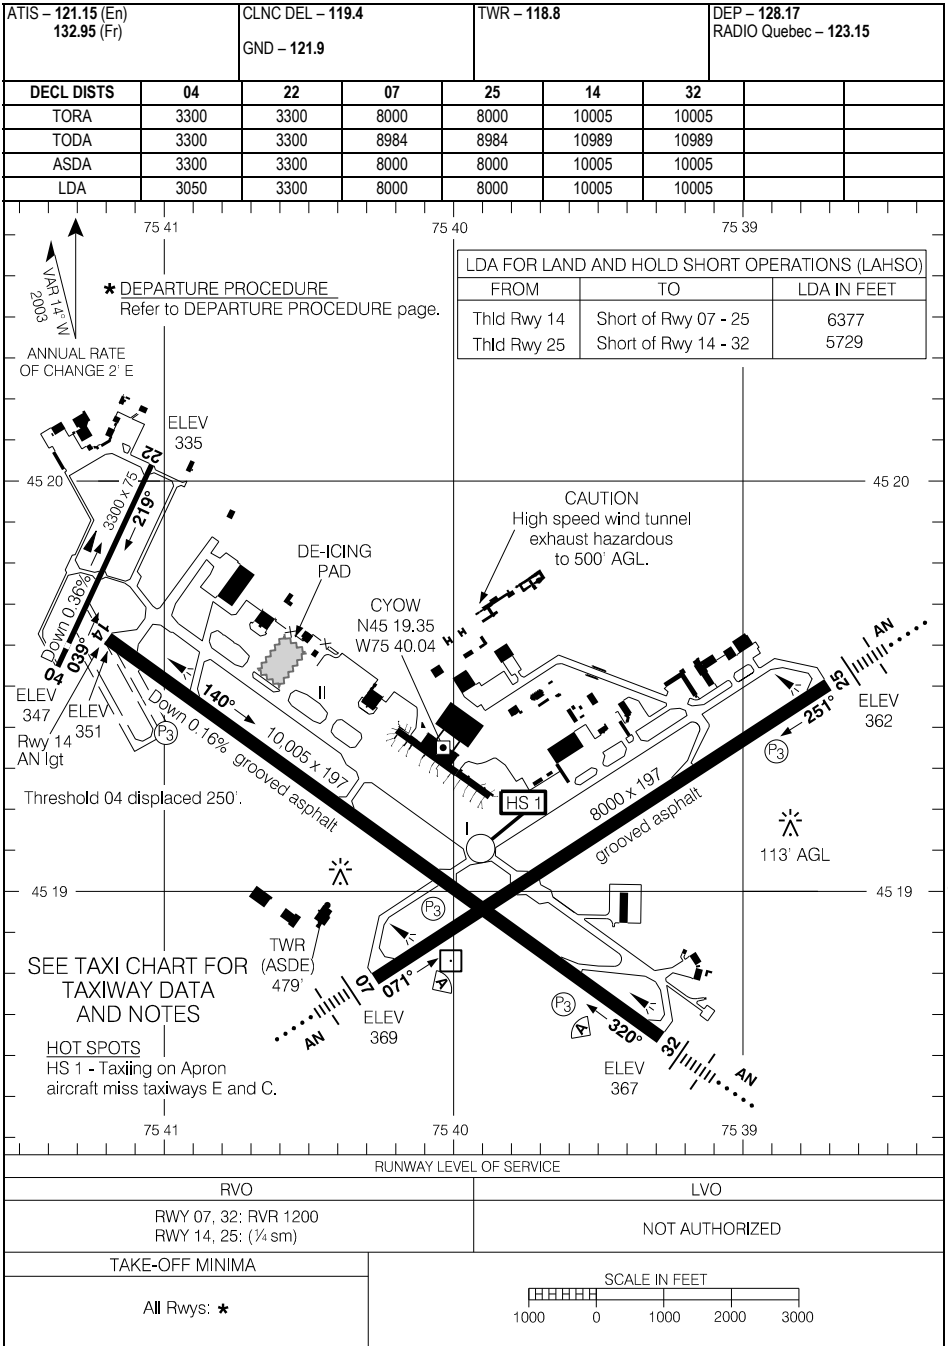 ATIS – 121.15 (En)
132.95 (Fr)
CLNC DEL – 119.4
GND – 121.9
TWR – 118.8
DEP – 128.17
RADIO Quebec – 123.15
DECL DISTS 04 22 07 25 14 32
TORA 3300 3300 8000 8000 10005 10005
TODA 3300 3300 8984 8984 10989 10989
ASDA 3300 3300 8000 8000 10005 10005
LDA 3050 3300 8000 8000 10005 10005
75 41 75 40 75 39
VAR 14° W
2003
ANNUAL RATE
OF CHANGE 2' E
* DEPARTURE PROCEDURE
Refer to DEPARTURE PROCEDURE page.
LDA FOR LAND AND HOLD SHORT OPERATIONS (LAHSO)
FROM TO LDA IN FEET
Thld Rwy 14 Short of Rwy 07 - 25 6377
Thld Rwy 25 Short of Rwy 14 - 32 5729
ELEV
335
22
45 20
45 20
3300 x 75
219°
CAUTION
High speed wind tunnel
exhaust hazardous
to 500' AGL.
DE-ICING
PAD
CYOW
N45 19.35
W75 40.04
Down 0.36%
039°
04
14
ELEV
347
ELEV
351
Rwy 14
AN lgt
P3
II
140°
Down 0.16%
10,005 x 197
grooved asphalt
AN
25
ELEV
362
251°
P3
8000 x 197
grooved asphalt
HS 1
I
Threshold 04 displaced 250'.
113' AGL
45 19
45 19
P3
TWR
(ASDE)
479'
07
071°
A
AN
ELEV
369
SEE TAXI CHART FOR
TAXIWAY DATA
AND NOTES
HOT SPOTS
HS 1 - Taxiing on Apron
aircraft miss taxiways E and C.
P3
A
320°
32
AN
ELEV
367
75 41 75 40 75 39
RUNWAY LEVEL OF SERVICE
RVO LVO
RWY 07, 32: RVR 1200
RWY 14, 25: (¼ sm)
NOT AUTHORIZED
TAKE-OFF MINIMA
All Rwys: *
SCALE IN FEET
1000 0 1000 2000 3000